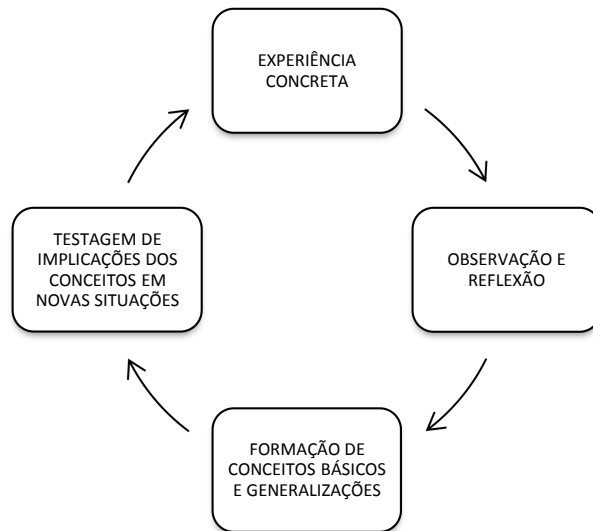 EXPERIÊNCIA
CONCRETA
OBSERVAÇÃO E
REFLEXÃO
FORMAÇÃO DE
CONCEITOS BÁSICOS
E GENERALIZAÇÕES
TESTAGEM DE
IMPLICAÇÕES DOS
CONCEITOS EM
NOVAS SITUAÇÕES